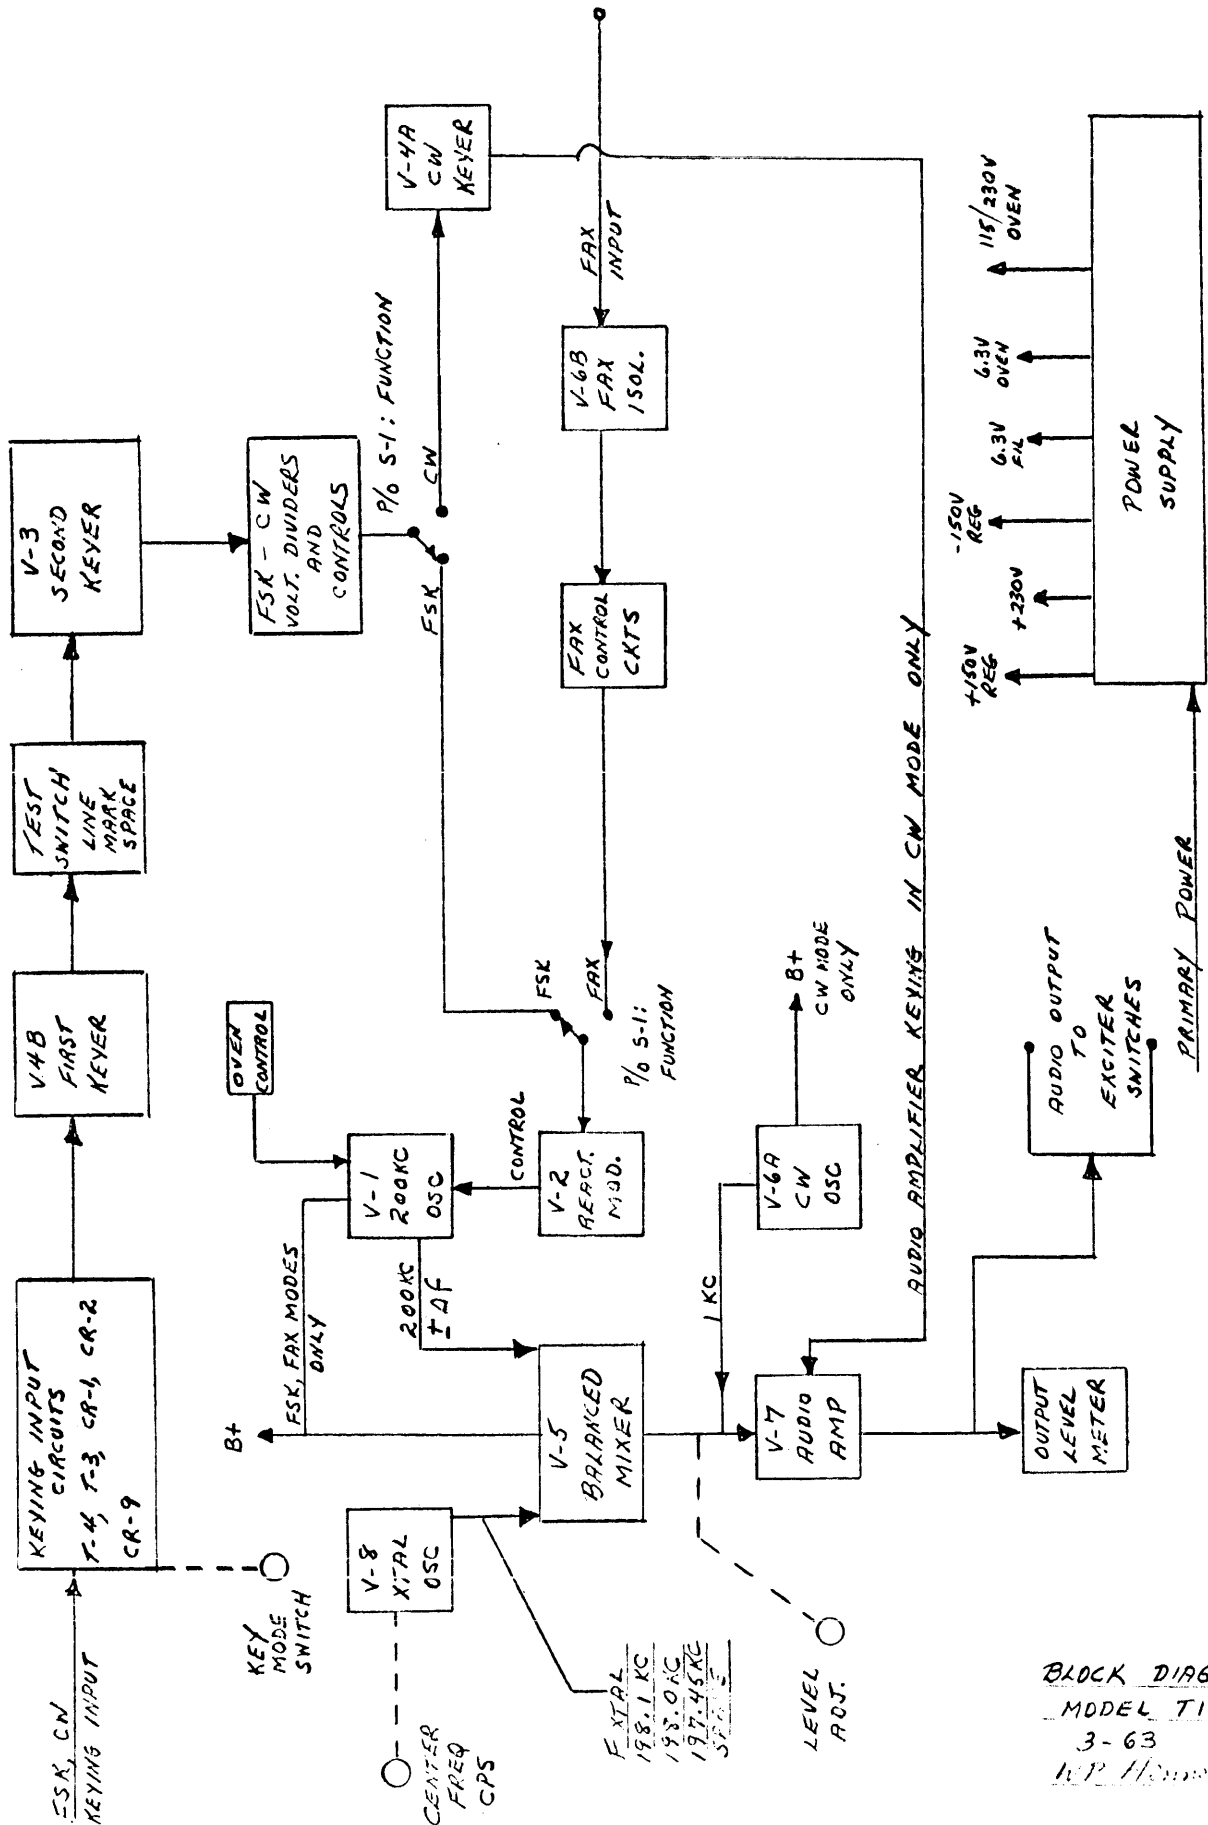 FSK, CW
KEYING INPUT
KEYING INPUT
CIRCUITS
T-4, T-3, CR-1, CR-2
CR-9
KEY
MODE
SWITCH
V4B
FIRST
KEYER
TEST
SWITCH
LINE
MARK
SPACE
V-3
SECOND
KEYER
FSK - CW
VOLT. DIVIDERS
AND
CONTROLS
P/O S-1: FUNCTION
FSK
CW
V-4A
CW
KEYER
OVEN
CONTROL
B+
FSK, FAX MODES
ONLY
V-1
200KC
OSC
CONTROL
V-2
REACT.
MOD.
200KC
± Δf
FSK
FAX
P/O S-1:
FUNCTION
FAX
CONTROL
CKTS
V-6B
FAX
ISOL.
FAX
INPUT
CENTER
FREQ
CPS
V-8
XTAL
OSC
V-5
BALANCED
MIXER
F XTAL
198.1 KC
198.0 KC
197.45 KC
LEVEL
ADJ.
1 KC
V-6A
CW
OSC
B+
CW MODE
ONLY
V-7
AUDIO
AMP
AUDIO AMPLIFIER KEYING IN CW MODE ONLY
OUTPUT
LEVEL
METER
AUDIO OUTPUT
TO
EXCITER
SWITCHES
PRIMARY POWER
POWER
SUPPLY
+150V
REG
+230V
-150V
REG
6.3V
FIL
6.3V
OVEN
115/230V
OVEN
BLOCK DIAG
MODEL TI
3-63